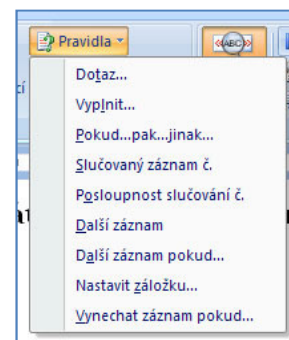 Pravidla
«ABC»
Dotaz...
Vyplnit...
Pokud...pak...jinak...
Slučovaný záznam č.
Posloupnost slučování č.
Další záznam
Další záznam pokud...
Nastavit záložku...
Vynechat záznam pokud...